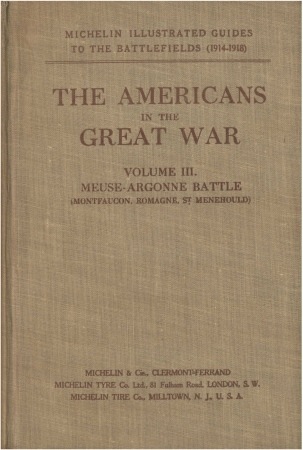 MICHELIN ILLUSTRATED GUIDES
TO THE BATTLEFIELDS (1914-1918)
THE AMERICANS
IN THE
GREAT WAR
VOLUME III.
MEUSE-ARGONNE BATTLE
(MONTFAUCON, ROMAGNE, ST MENEHOULD)
MICHELIN & Cie., CLERMONT-FERRAND
MICHELIN TYRE Co. Ltd., 81 Fulham Road, LONDON, S. W.
MICHELIN TIRE Co., MILLTOWN, N. J., U. S. A.